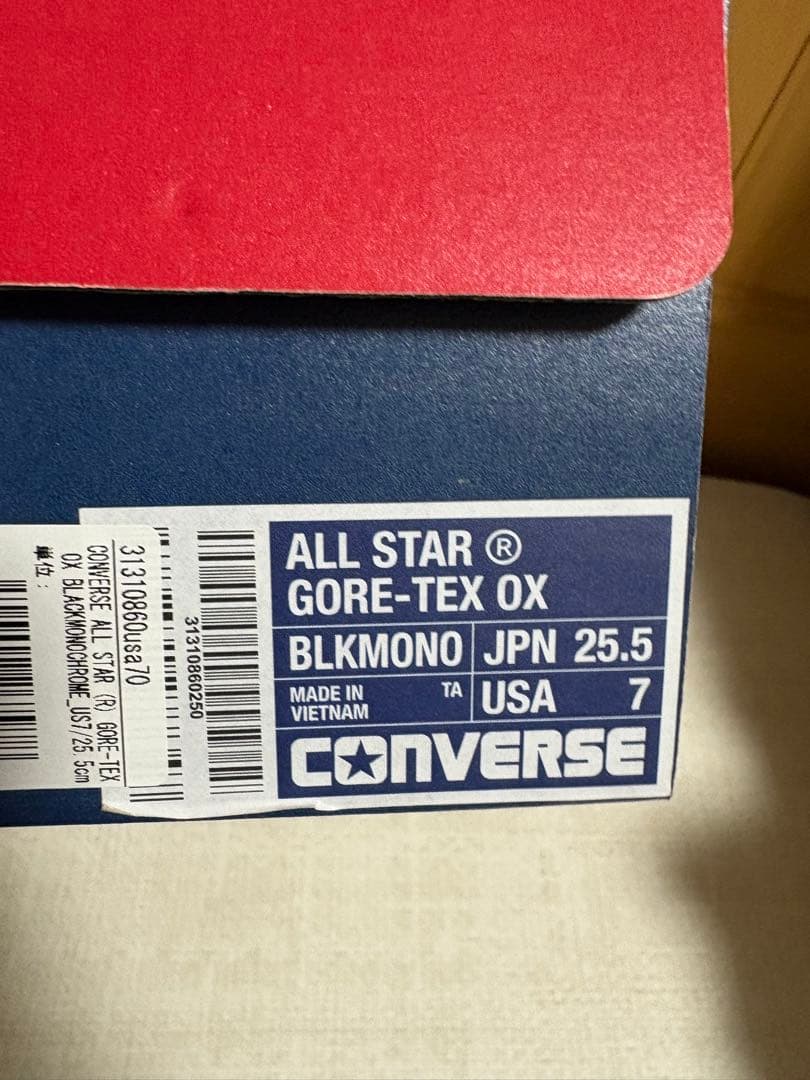 ALL STAR ®
GORE-TEX OX
BLKMONO
JPN 25.5
MADE IN
VIETNAM
TA
USA 7
CONVERSE
31310860250
31310860usa70
CONVERSE ALL STAR (R) GORE-TEX
OX BLACKMONOCHROME_US7/25.5cm
単位: